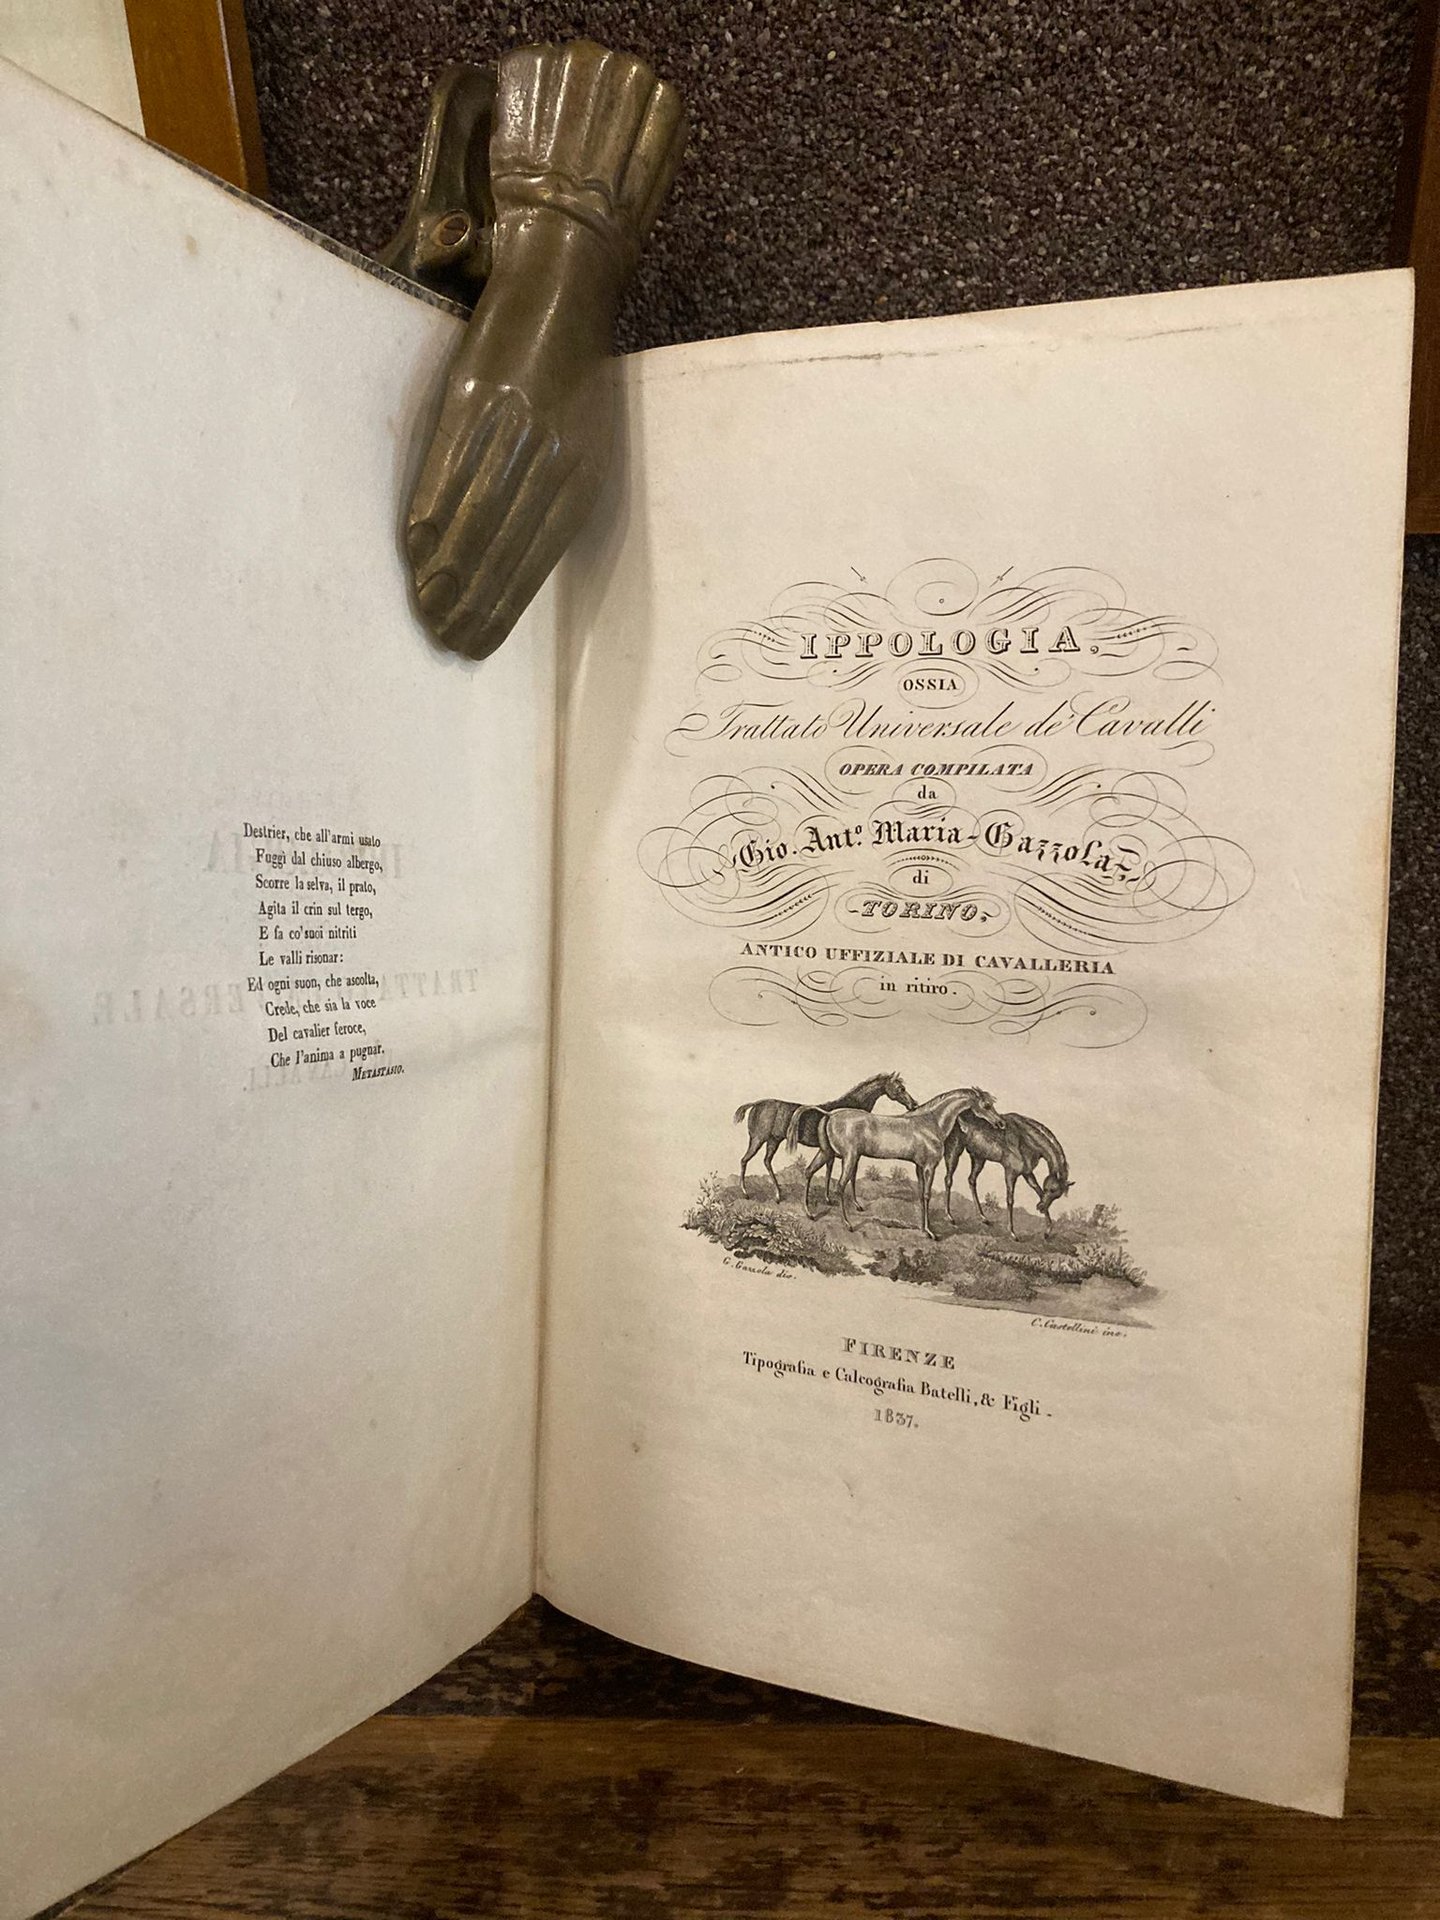 Destrier, che all'armi usato
Fuggì dal chiuso albergo,
Scorre la selva, il prato,
Agita il crin sul tergo,
E fa co'suoi nitriti
Le valli risonar:
Ed ogni suon, che ascolta,
Crede, che sia la voce
Del cavalier feroce,
Che l'anima a pugnar.
METASTASIO.
IPPOLOGIA,
OSSIA
Trattato Universale de' Cavalli
OPERA COMPILATA
da
Gio. Ant.º Maria-Gazzola
di
-TORINO,-
ANTICO UFFIZIALE DI CAVALLERIA
in ritiro.
G. Gazzola dis.
C. Castellini inc.
FIRENZE
Tipografia e Calcografia Batelli, & Figli.
1837.